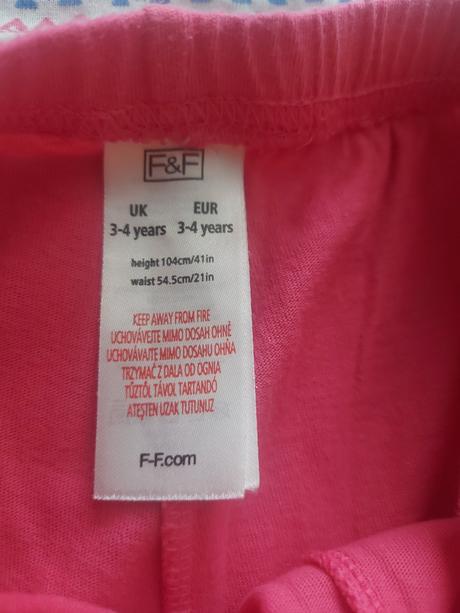 F&F
UK EUR
3-4 years 3-4 years
height 104cm/41in
waist 54.5cm/21in
KEEP AWAY FROM FIRE
UCHOVÁVEJTE MIMO DOSAH OHNĚ
UCHOVÁVAJTE MIMO DOSAHU OHŇA
TRZYMAĆ Z DALA OD OGNIA
TŰZTŐL TÁVOL TARTANDÓ
ATEŞTEN UZAK TUTUNUZ
F-F.com